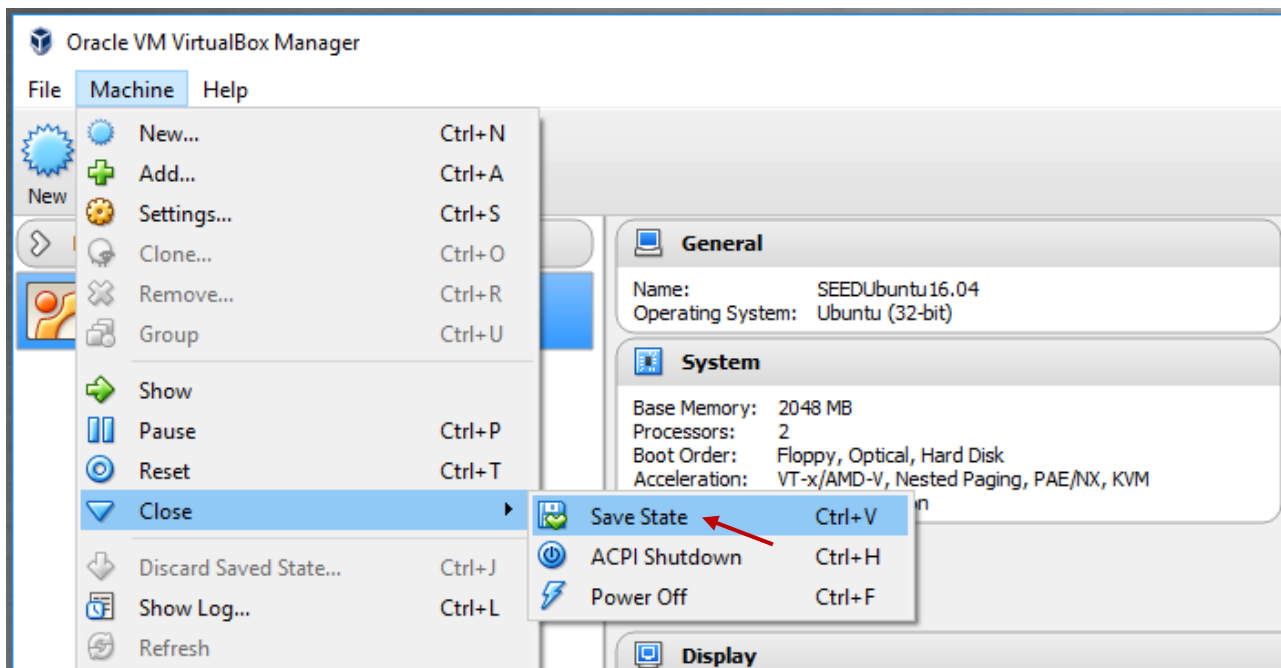 Oracle VM VirtualBox Manager
File Machine Help
New
New... Ctrl+N
Add... Ctrl+A
Settings... Ctrl+S
Clone... Ctrl+O
Remove... Ctrl+R
Group Ctrl+U
Show
Pause Ctrl+P
Reset Ctrl+T
Close
Discard Saved State... Ctrl+J
Show Log... Ctrl+L
Refresh
Save State Ctrl+V
ACPI Shutdown Ctrl+H
Power Off Ctrl+F
General
Name: SEEDUbuntu16.04
Operating System: Ubuntu (32-bit)
System
Base Memory: 2048 MB
Processors: 2
Boot Order: Floppy, Optical, Hard Disk
Acceleration: VT-x/AMD-V, Nested Paging, PAE/NX, KVM
Display